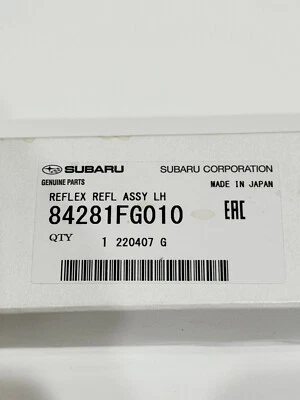 SUBARU SUBARU CORPORATION
GENUINE PARTS MADE IN JAPAN
REFLEX REFL ASSY LH
84281FG010 EAC
QTY 1 220407 G